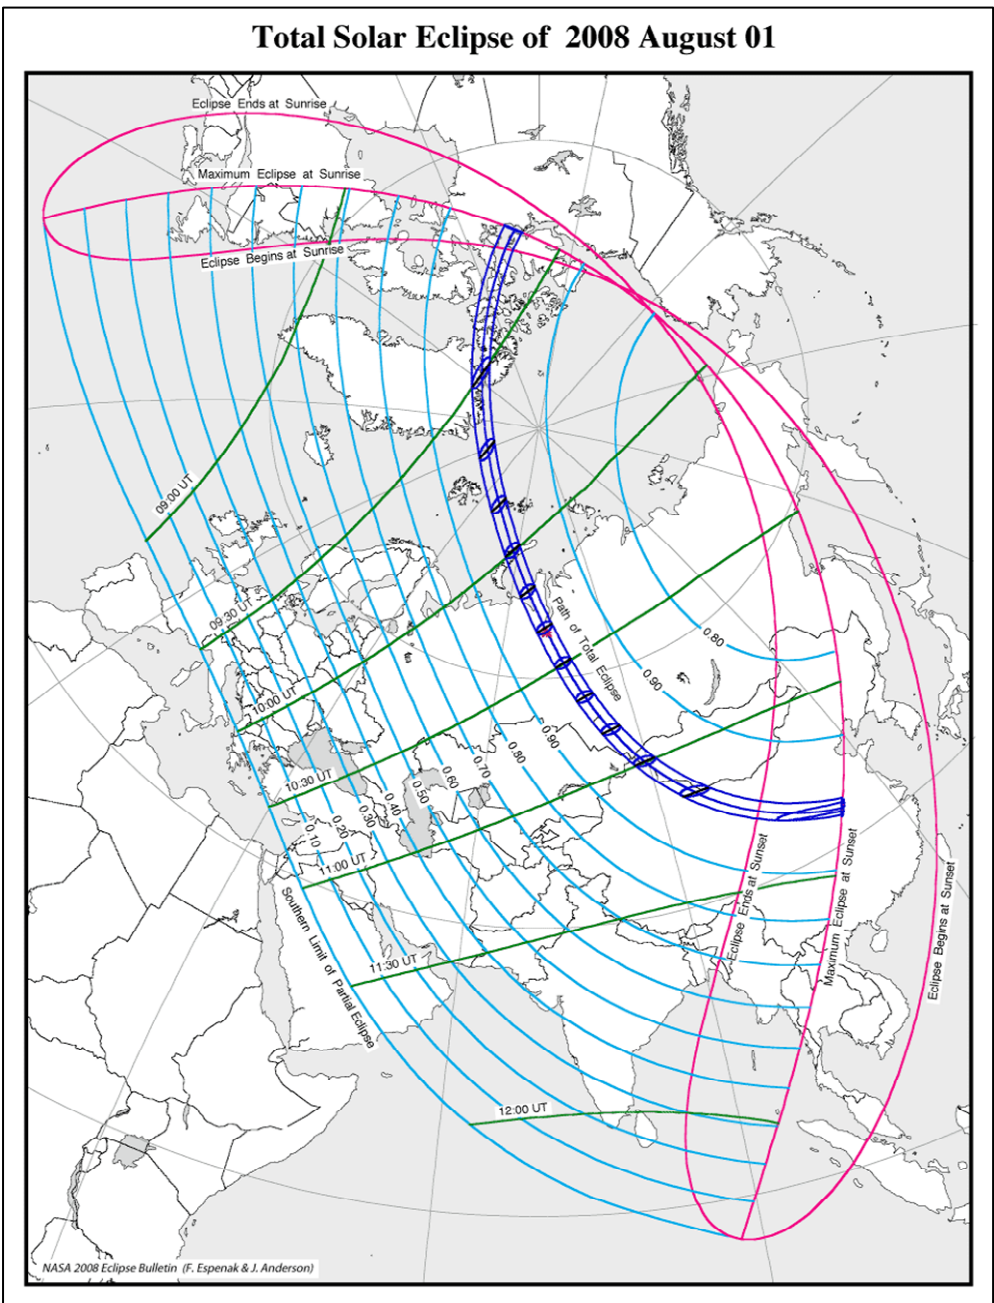 Total Solar Eclipse of 2008 August 01
Eclipse Ends at Sunrise
Maximum Eclipse at Sunrise
Eclipse Begins at Sunrise
09:00 UT
09:30 UT
10:00 UT
10:30 UT
11:00 UT
11:30 UT
12:00 UT
Path of Total Eclipse
0.80
0.90
0.90
0.80
0.70
0.60
0.50
0.40
0.30
0.20
0.10
Southern Limit of Partial Eclipse
Eclipse Ends at Sunset
Maximum Eclipse at Sunset
Eclipse Begins at Sunset
NASA 2008 Eclipse Bulletin (F. Espenak & J. Anderson)